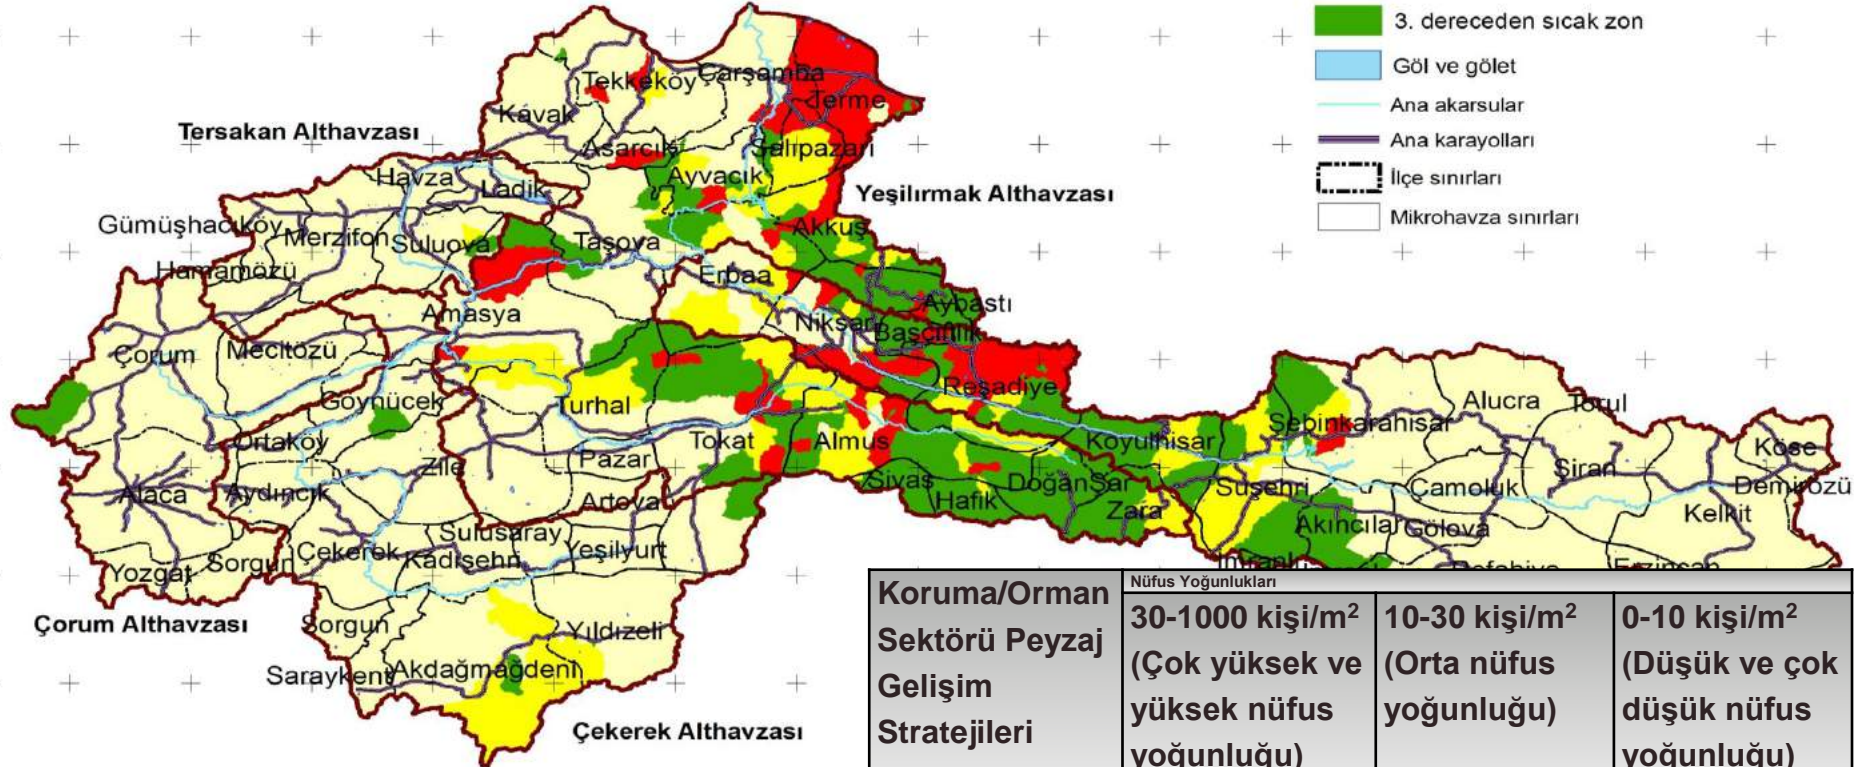 3. dereceden sıcak zon
Göl ve gölet
Ana akarsular
Ana karayolları
İlçe sınırları
Mikrohavza sınırları
Tekkeköy
Çarşamba
Terme
Kavak
Tersakan Althavzası
Asarcık
Salıpazarı
Havza
Ladik
Ayvacık
Yeşilırmak Althavzası
Gümüşhacıköy
Merzifon
Suluova
Taşova
Akkuş
Hamamözü
Erbaa
Aybastı
Amasya
Niksar
Başçiftlik
Çorum
Mecitözü
Reşadiye
Göynücek
Turhal
Alucra
Torul
Şebinkarahisar
Ortaköy
Tokat
Almus
Koyulhisar
Köse
Zile
Pazar
Şiran
Alaca
Aydıncık
Artova
Sivas
Hafik
DoğanŞar
Zara
Suşehri
Çamoluk
Demirözü
Akıncılar
Gölova
Kelkit
Sulusaray
Çekerek
Kadışehri
Yeşilyurt
Yozgat
Sorgun
İmranlı
Refahiye
Erzincan
Çorum Althavzası
Sorgun
Yıldızeli
Saraykent
Akdağmağdeni
Çekerek Althavzası
Koruma/Orman
Sektörü Peyzaj
Gelişim
Stratejileri
Nüfus Yoğunlukları
30-1000 kişi/m²
(Çok yüksek ve
yüksek nüfus
yoğunluğu)
10-30 kişi/m²
(Orta nüfus
yoğunluğu)
0-10 kişi/m²
(Düşük ve çok
düşük nüfus
yoğunluğu)